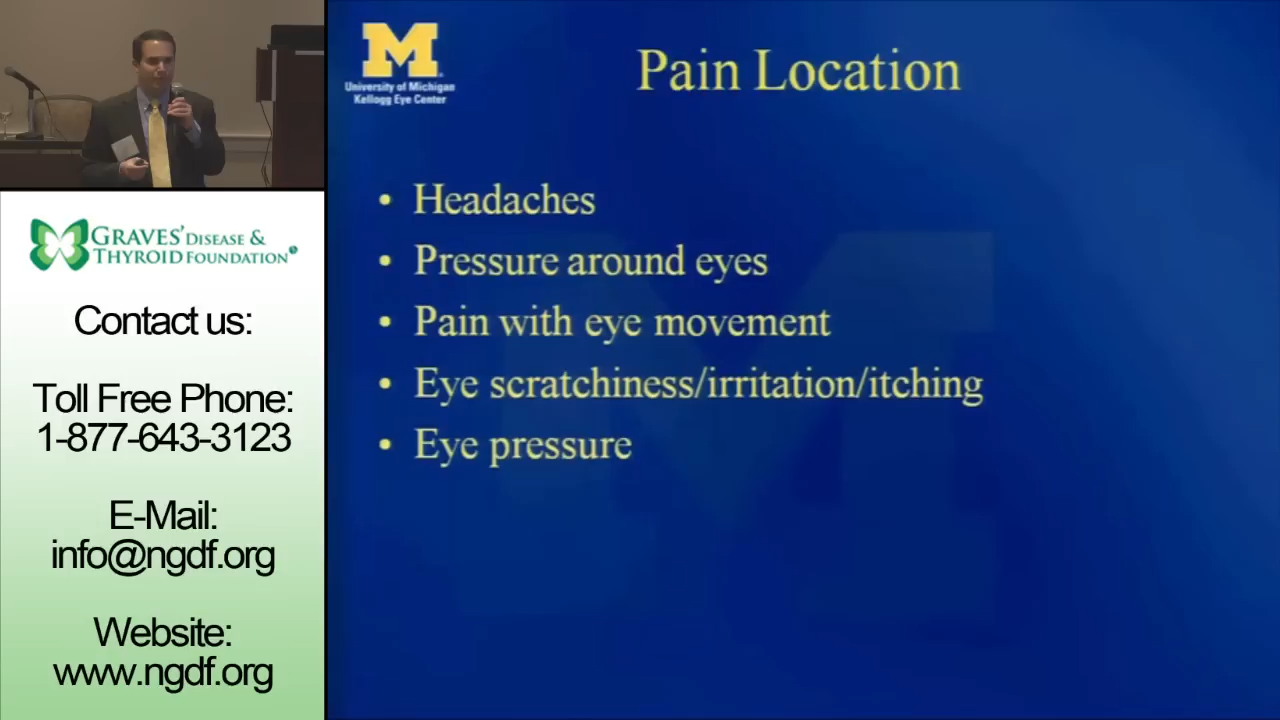 GRAVES' DISEASE &
THYROID FOUNDATION
Contact us:
Toll Free Phone:
1-877-643-3123
E-Mail:
info@ngdf.org
Website:
www.ngdf.org
M
University of Michigan
Kellogg Eye Center
Pain Location
• Headaches
• Pressure around eyes
• Pain with eye movement
• Eye scratchiness/irritation/itching
• Eye pressure